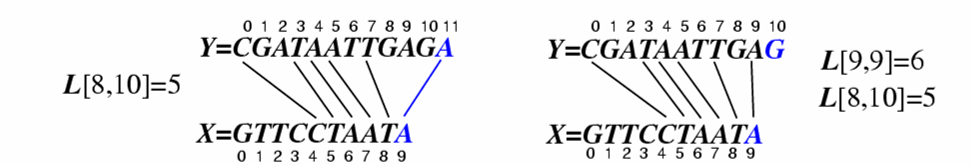 0 1 2 3 4 5 6 7 8 9 10 11
Y=CGATAATTGAGA
L[8,10]=5
X=GTTCCTAATA
0 1 2 3 4 5 6 7 8 9
0 1 2 3 4 5 6 7 8 9 10
Y=CGATAATTGAG
L[9,9]=6
L[8,10]=5
X=GTTCCTAATA
0 1 2 3 4 5 6 7 8 9